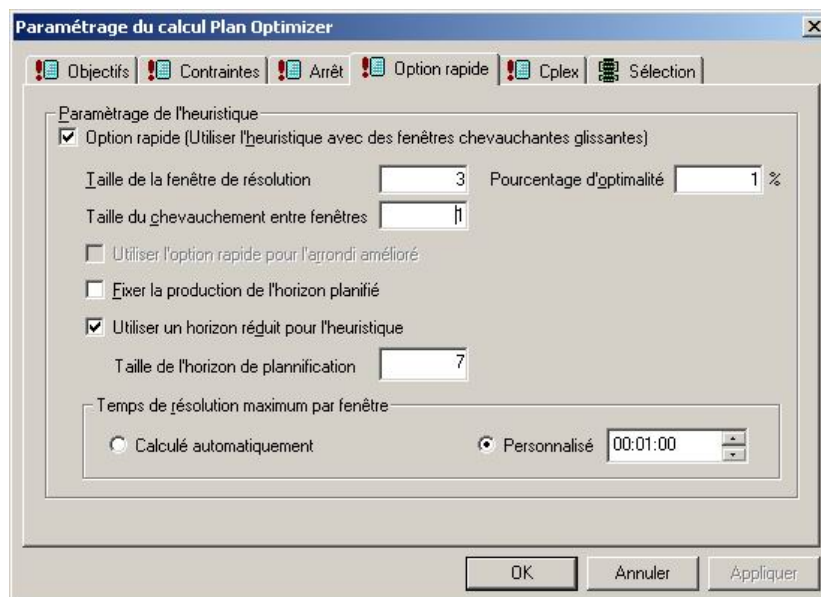 Paramétrage du calcul Plan Optimizer
Objectifs Contraintes Arrêt Option rapide Cplex Sélection
Paramètrage de l'heuristique
Option rapide (Utiliser l'heuristique avec des fenêtres chevauchantes glissantes)
Taille de la fenêtre de résolution 3 Pourcentage d'optimalité 1 %
Taille du chevauchement entre fenêtres 1
Utiliser l'option rapide pour l'arrondi amélioré
Fixer la production de l'horizon planifié
Utiliser un horizon réduit pour l'heuristique
Taille de l'horizon de plannification 7
Temps de résolution maximum par fenêtre
Calculé automatiquement Personnalisé 00:01:00
OK Annuler Appliquer